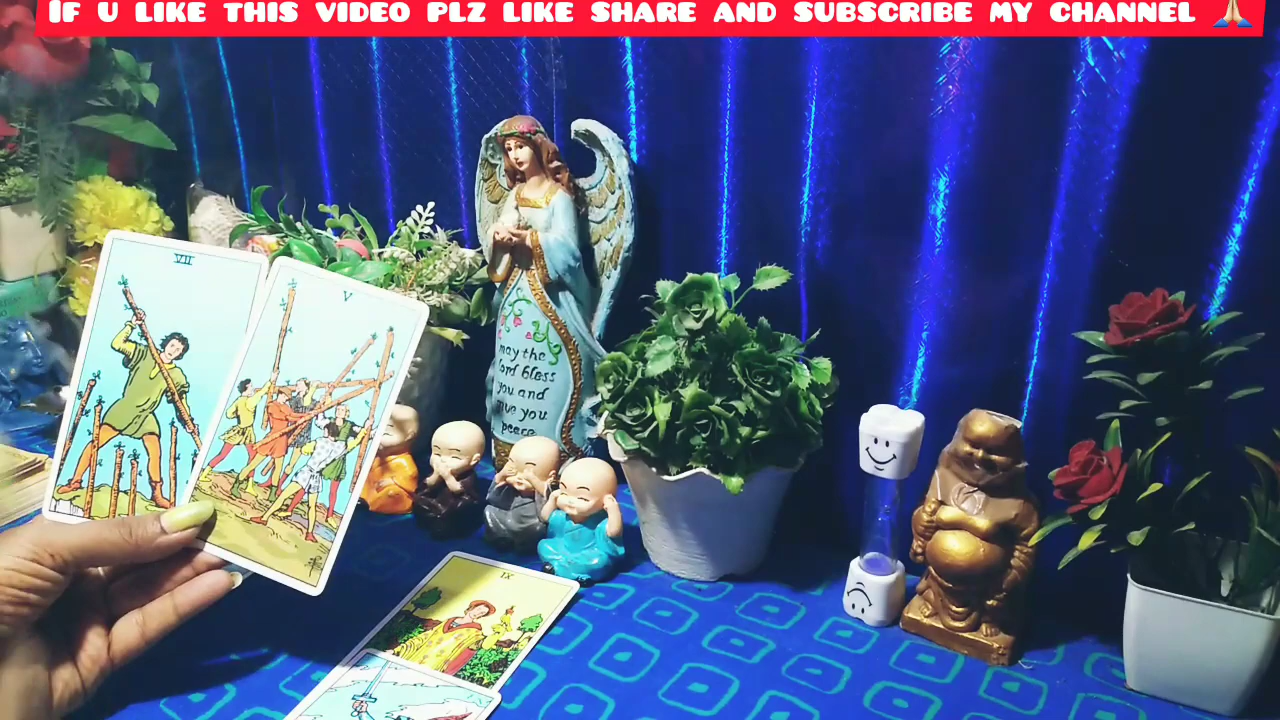 If u like this video plz like share and subscribe my channel 🙏🏻
VII
V
may the
lord bless
you and
give you
peace
IX